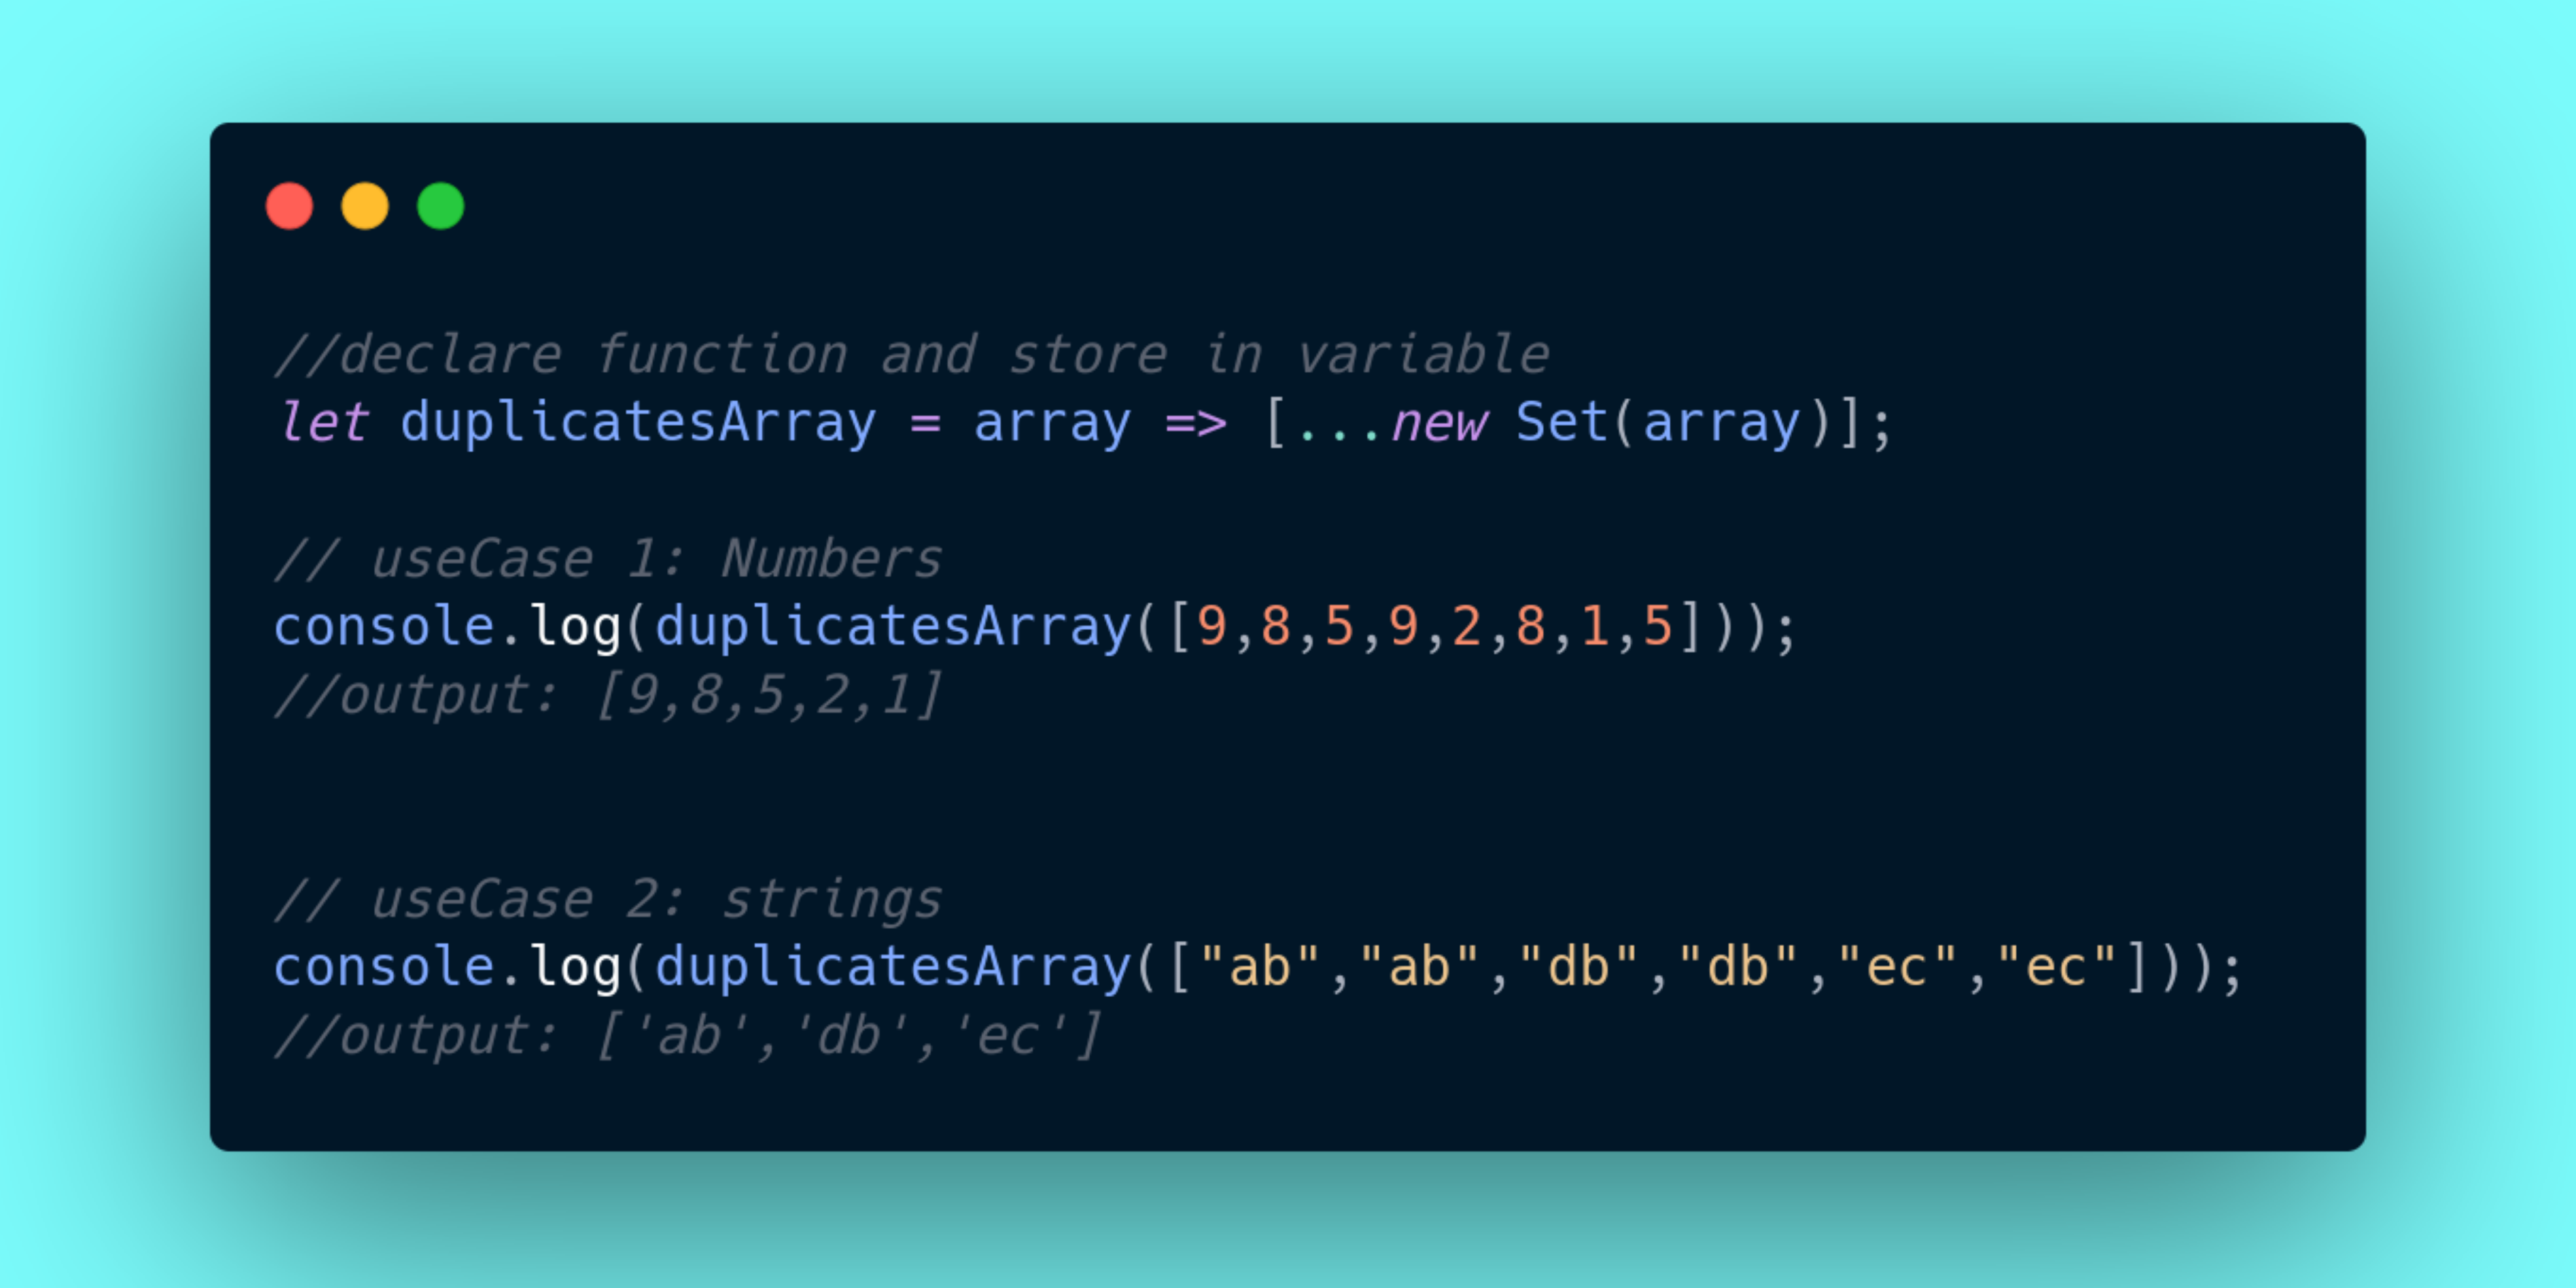 //declare function and store in variable
let duplicatesArray = array => [...new Set(array)];
// useCase 1: Numbers
console.log(duplicatesArray([9,8,5,9,2,8,1,5]));
//output: [9,8,5,2,1]
// useCase 2: strings
console.log(duplicatesArray(["ab","ab","db","db","ec","ec"]));
//output: ['ab','db','ec']